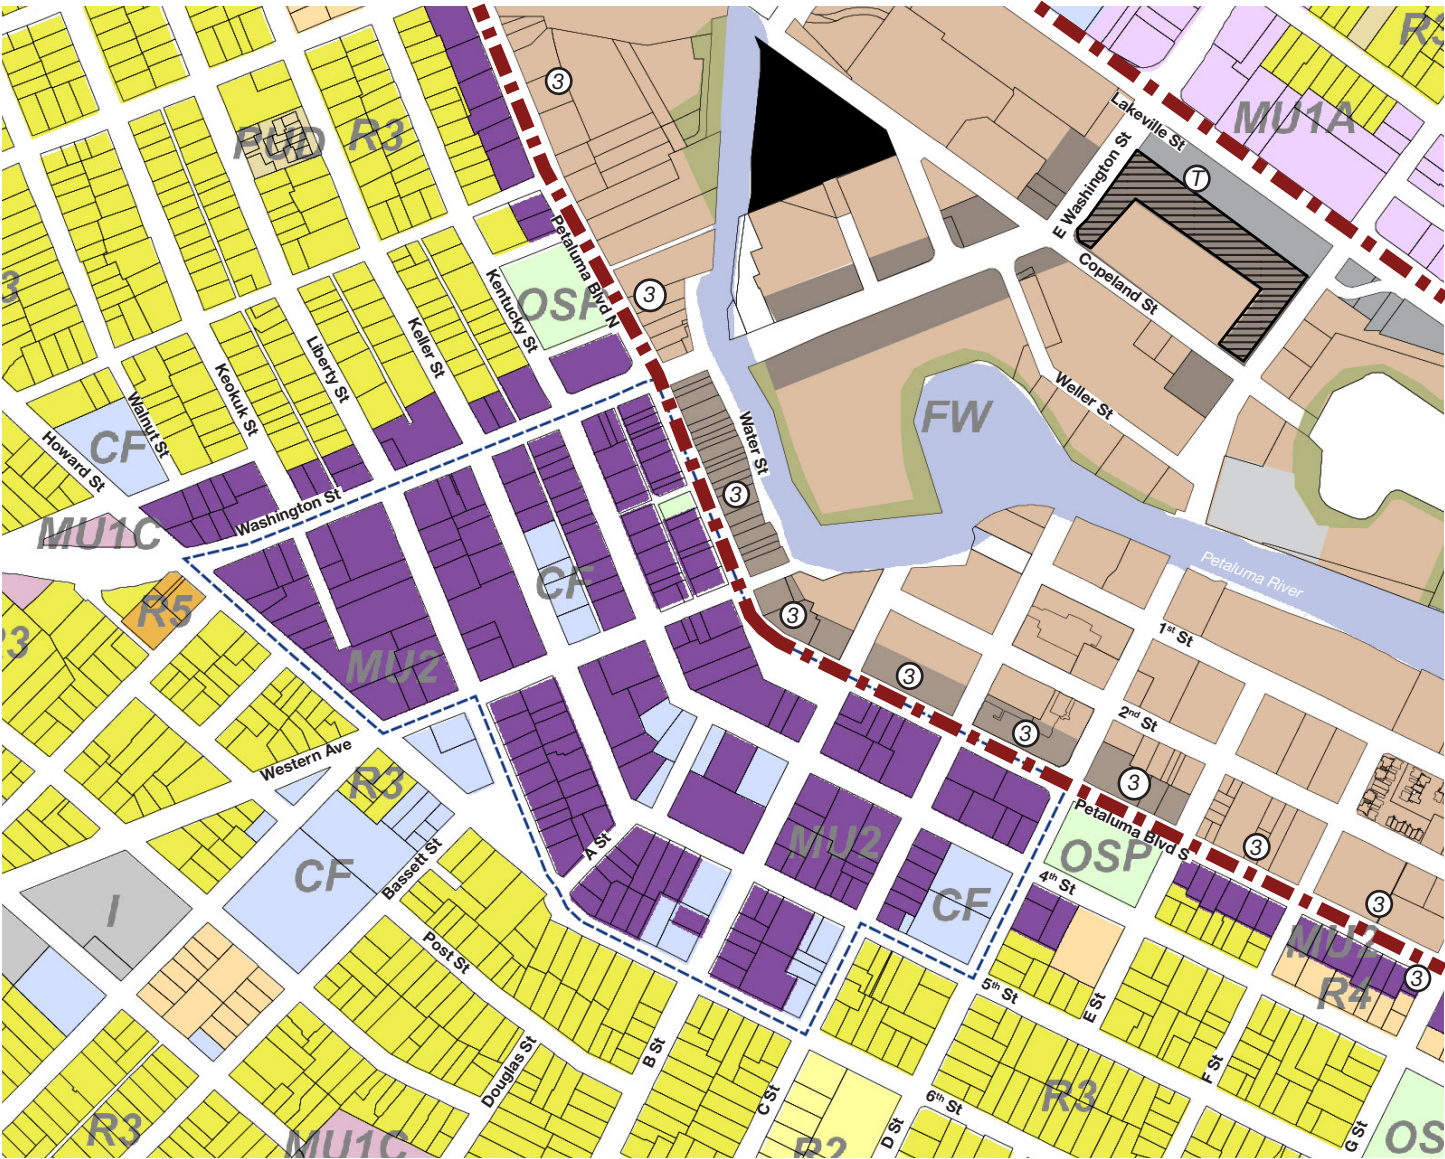 R3
3
Lakeville St
MU1A
PUD
R3
E Washington St
T
Petaluma Blvd N
3
Copeland St
3
OSP
Kentucky St
Keller St
Liberty St
Keokuk St
Walnut St
Howard St
CF
Weller St
FW
Water St
Washington St
3
MU1C
CF
Petaluma River
R5
3
1st St
R3
MU2
3
2nd St
3
Western Ave
R3
3
Petaluma Blvd S
MU2
A St
OSP
3
CF
Bassett St
4th St
CF
3
I
Post St
MU2
3
R4
5th St
E St
Douglas St
B St
F St
C St
6th St
R3
D St
G St
R3
MU1C
R2
OS